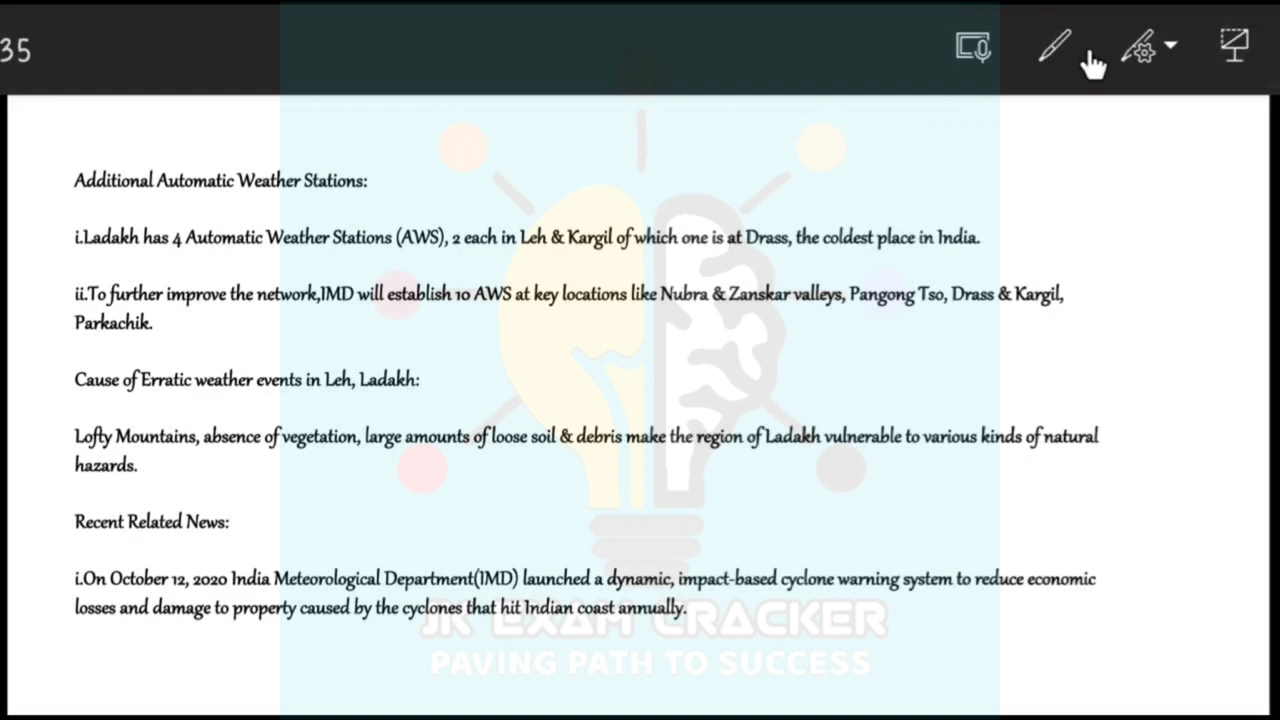 35
Additional Automatic Weather Stations:
i.Ladakh has 4 Automatic Weather Stations (AWS), 2 each in Leh & Kargil of which one is at Drass, the coldest place in India.
ii.To further improve the network,IMD will establish 10 AWS at key locations like Nubra & Zanskar valleys, Pangong Tso, Drass & Kargil,
Parkachik.
Cause of Erratic weather events in Leh, Ladakh:
Lofty Mountains, absence of vegetation, large amounts of loose soil & debris make the region of Ladakh vulnerable to various kinds of natural
hazards.
Recent Related News:
i.On October 12, 2020 India Meteorological Department(IMD) launched a dynamic, impact-based cyclone warning system to reduce economic
losses and damage to property caused by the cyclones that hit Indian coast annually.
JK EXAM CRACKER
PAVING PATH TO SUCCESS